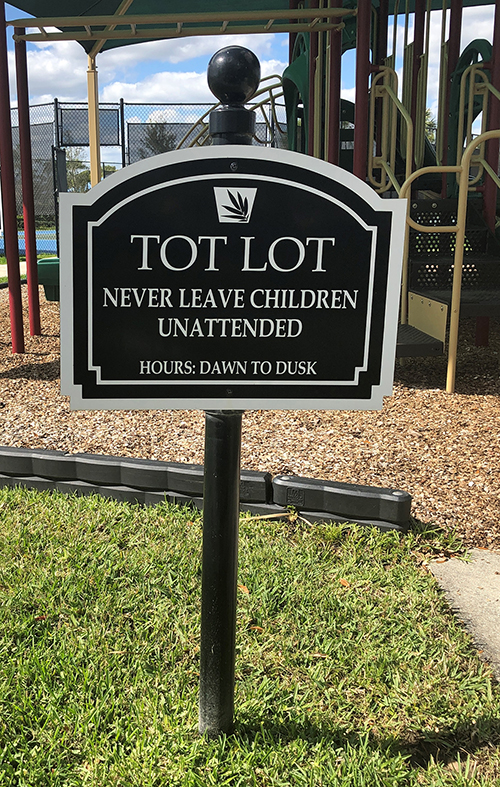 TOT LOT
NEVER LEAVE CHILDREN
UNATTENDED
HOURS: DAWN TO DUSK